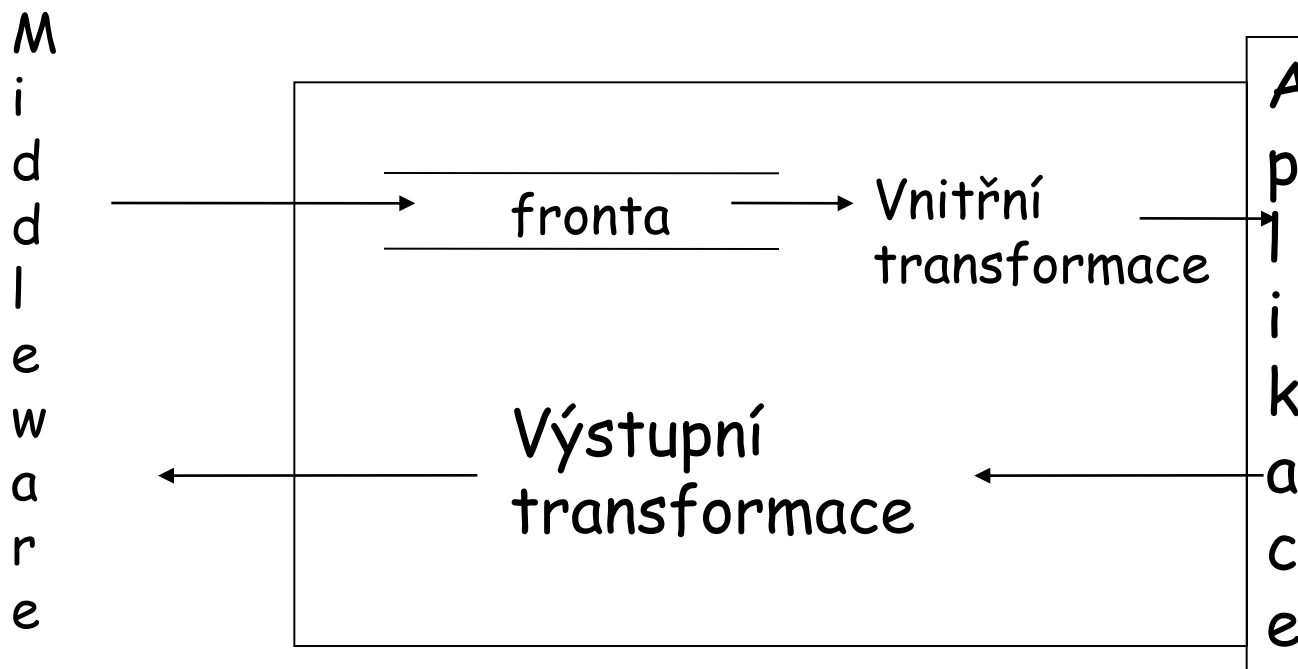 Middleware
fronta
Vnitřní
transformace
Výstupní
transformace
Aplikace